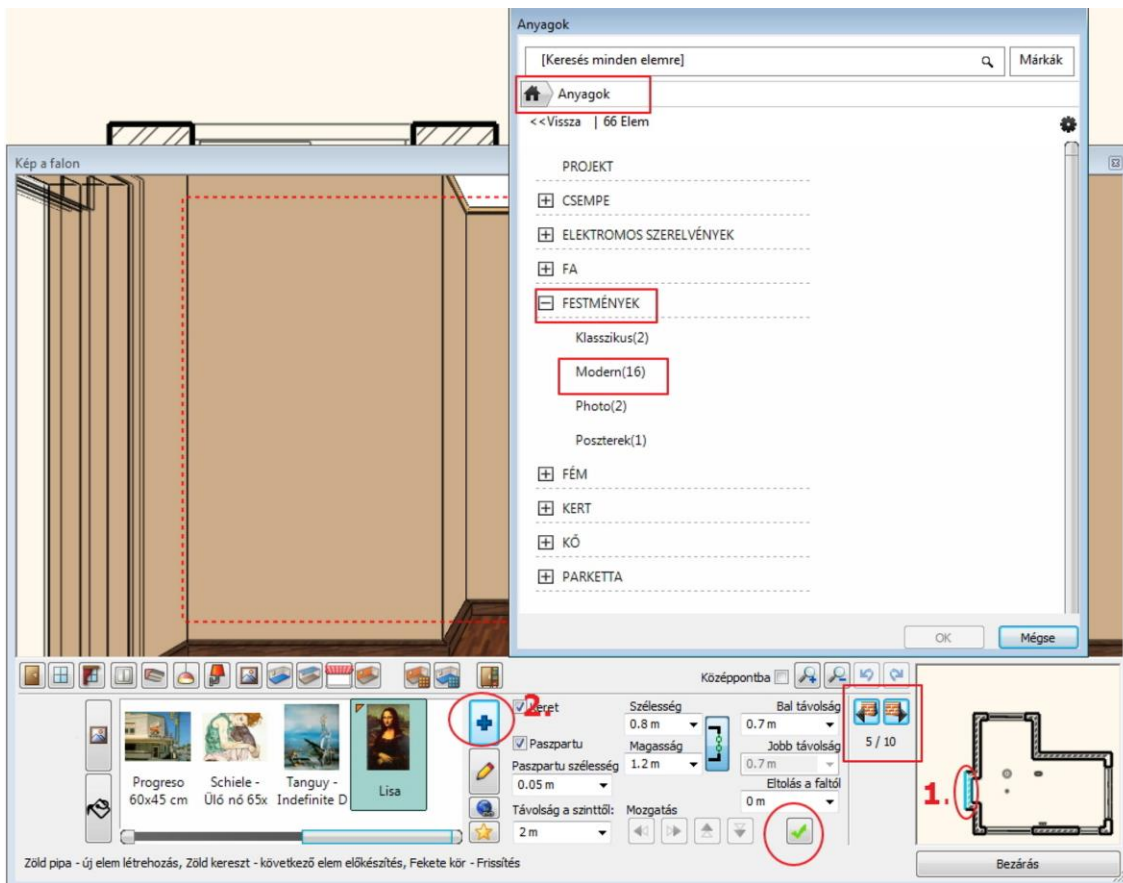 Anyagok
[Keresés minden elemre]
Márkák
Anyagok
<<Vissza | 66 Elem
PROJEKT
CSEMPE
ELEKTROMOS SZERELVÉNYEK
FA
FESTMÉNYEK
Klasszikus(2)
Modern(16)
Photo(2)
Poszterek(1)
FÉM
KERT
KŐ
PARKETTA
OK Mégse
Kép a falon
Középpontba
Progreso
60x45 cm
Schiele -
Ülő nő 65x
Tanguy -
Indefinite D
Lisa
2.
Keret
Paszpartu
Paszpartu szélesség
0.05 m
Távolság a szinttől:
2 m
Szélesség
0.8 m
Magasság
1.2 m
Mozgatás
Bal távolság
0.7 m
Jobb távolság
0.7 m
Eltolás a faltól
0 m
5 / 10
1.
Zöld pipa - új elem létrehozás, Zöld kereszt - következő elem előkészítés, Fekete kör - Frissítés
Bezárás